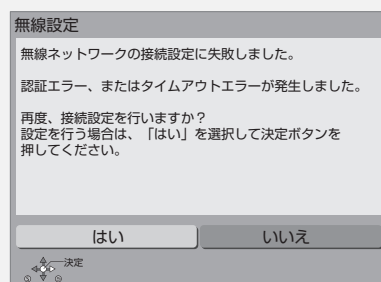 無線設定
無線ネットワークの接続設定に失敗しました。
認証エラー、またはタイムアウトエラーが発生しました。
再度、接続設定を行いますか？
設定を行う場合は、「はい」を選択して決定ボタンを
押してください。
はい
いいえ
決定